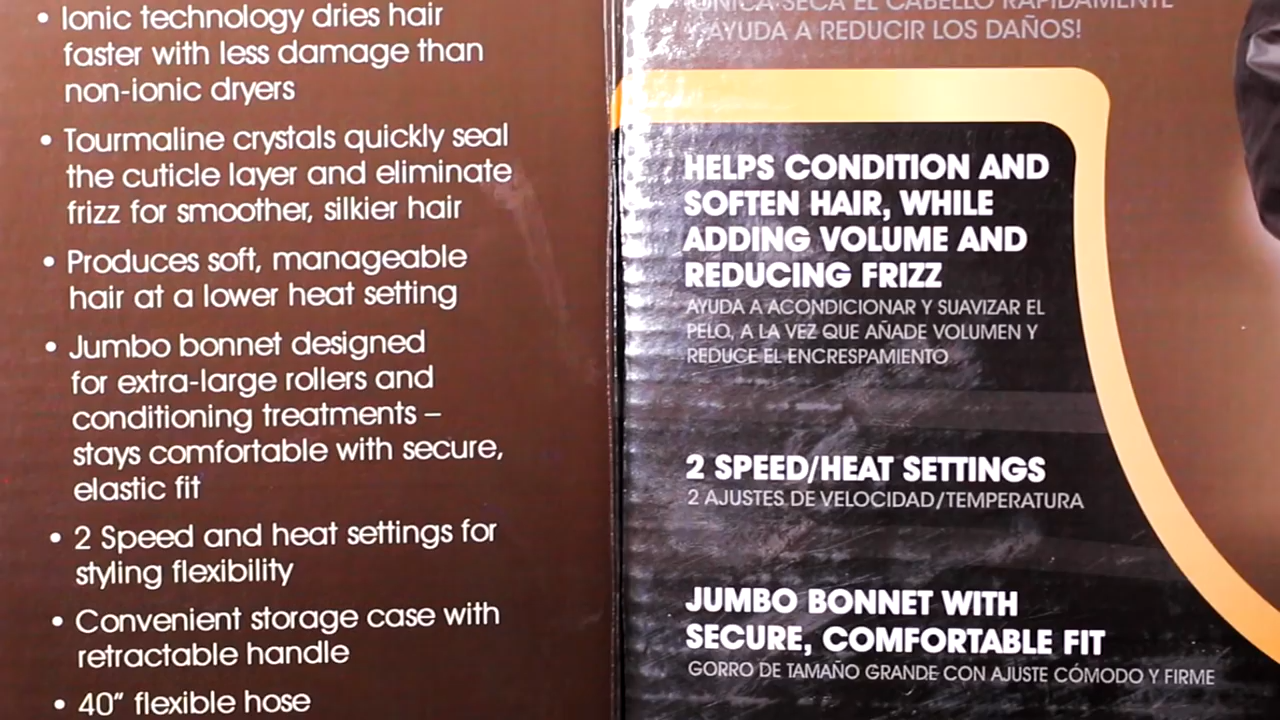 • Ionic technology dries hair
faster with less damage than
non-ionic dryers
• Tourmaline crystals quickly seal
the cuticle layer and eliminate
frizz for smoother, silkier hair
• Produces soft, manageable
hair at a lower heat setting
• Jumbo bonnet designed
for extra-large rollers and
conditioning treatments –
stays comfortable with secure,
elastic fit
• 2 Speed and heat settings for
styling flexibility
• Convenient storage case with
retractable handle
• 40" flexible hose
IÓNICA SECA EL CABELLO RÁPIDAMENTE
Y AYUDA A REDUCIR LOS DAÑOS!
HELPS CONDITION AND
SOFTEN HAIR, WHILE
ADDING VOLUME AND
REDUCING FRIZZ
AYUDA A ACONDICIONAR Y SUAVIZAR EL
PELO, A LA VEZ QUE AÑADE VOLUMEN Y
REDUCE EL ENCRESPAMIENTO
2 SPEED/HEAT SETTINGS
2 AJUSTES DE VELOCIDAD/TEMPERATURA
JUMBO BONNET WITH
SECURE, COMFORTABLE FIT
GORRO DE TAMAÑO GRANDE CON AJUSTE CÓMODO Y FIRME